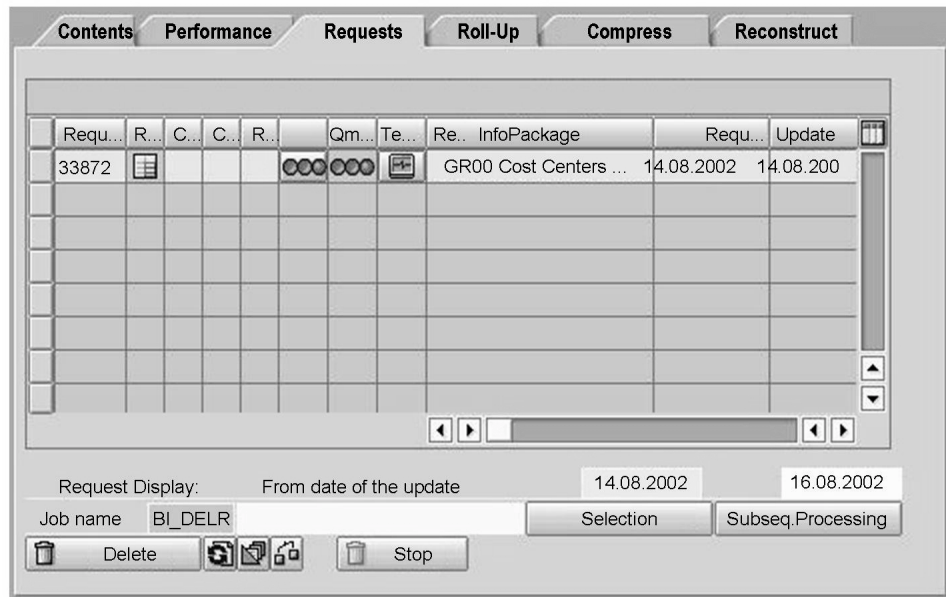 Contents Performance Requests Roll-Up Compress Reconstruct
Requ... R... C... C... R... Qm... Te... Re.. InfoPackage Requ... Update
33872 GR00 Cost Centers ... 14.08.2002 14.08.200
Request Display: From date of the update 14.08.2002 16.08.2002
Job name BI_DELR Selection Subseq.Processing
Delete Stop